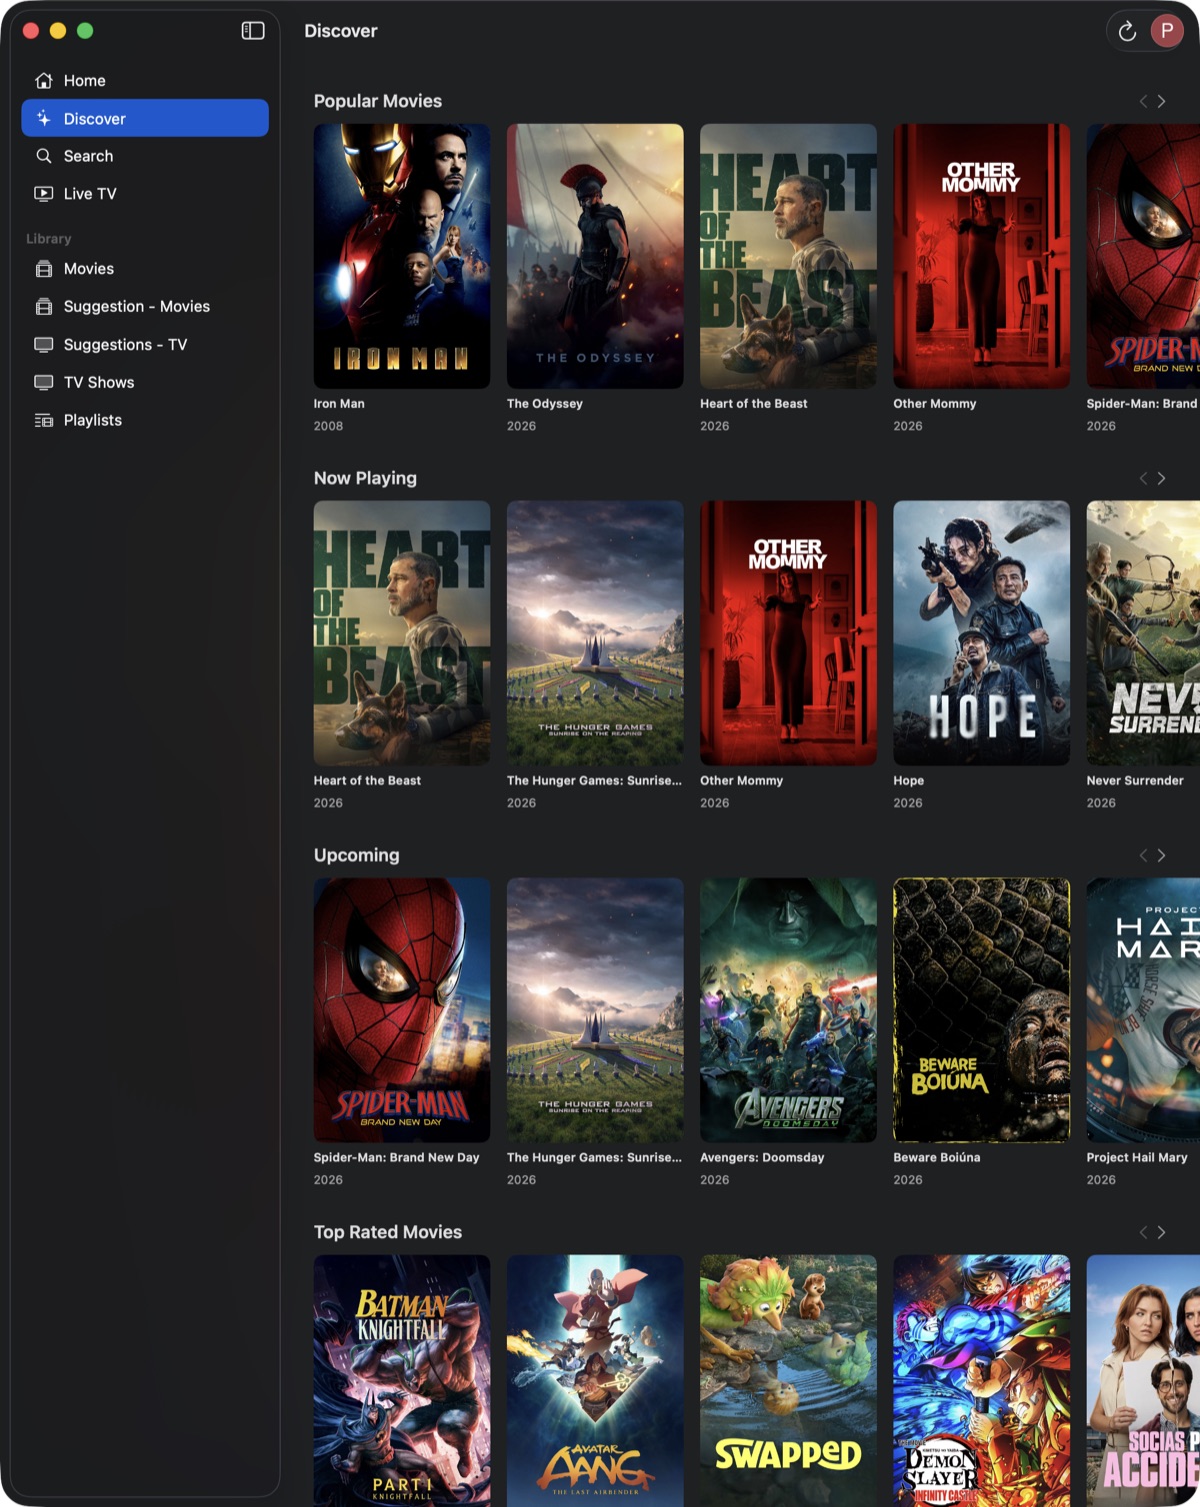 Discover
P
Home
Discover
Search
Live TV
Library
Movies
Suggestion - Movies
Suggestions - TV
TV Shows
Playlists
Popular Movies
IRON MAN
THE ODYSSEY
HEART
OF
THE
BEAST
OTHER
MOMMY
SPIDER-M
BRAND NEW D
Iron Man
The Odyssey
Heart of the Beast
Other Mommy
Spider-Man: Brand
2008
2026
2026
2026
2026
Now Playing
HEART
OF
THE
BEAST
THE HUNGER GAMES
SUNRISE ON THE REAPING
OTHER
MOMMY
HOPE
NEV
SURREN
Heart of the Beast
The Hunger Games: Sunrise...
Other Mommy
Hope
Never Surrender
2026
2026
2026
2026
2026
Upcoming
SPIDER-MAN
BRAND NEW DAY
THE HUNGER GAMES
SUNRISE ON THE REAPING
AVENGERS
DOOMSDAY
BEWARE
BOIÚNA
PROJECT
HAI
MAR
Spider-Man: Brand New Day
The Hunger Games: Sunrise...
Avengers: Doomsday
Beware Boiúna
Project Hail Mary
2026
2026
2026
2026
2026
Top Rated Movies
BATMAN
KNIGHTFALL
PART I
KNIGHTFALL
AVATAR
AANG
THE LAST AIRBENDER
SWAPPED
DEMON
SLAYER
INFINITY CASTLE
SOCIAS P
ACCIDE